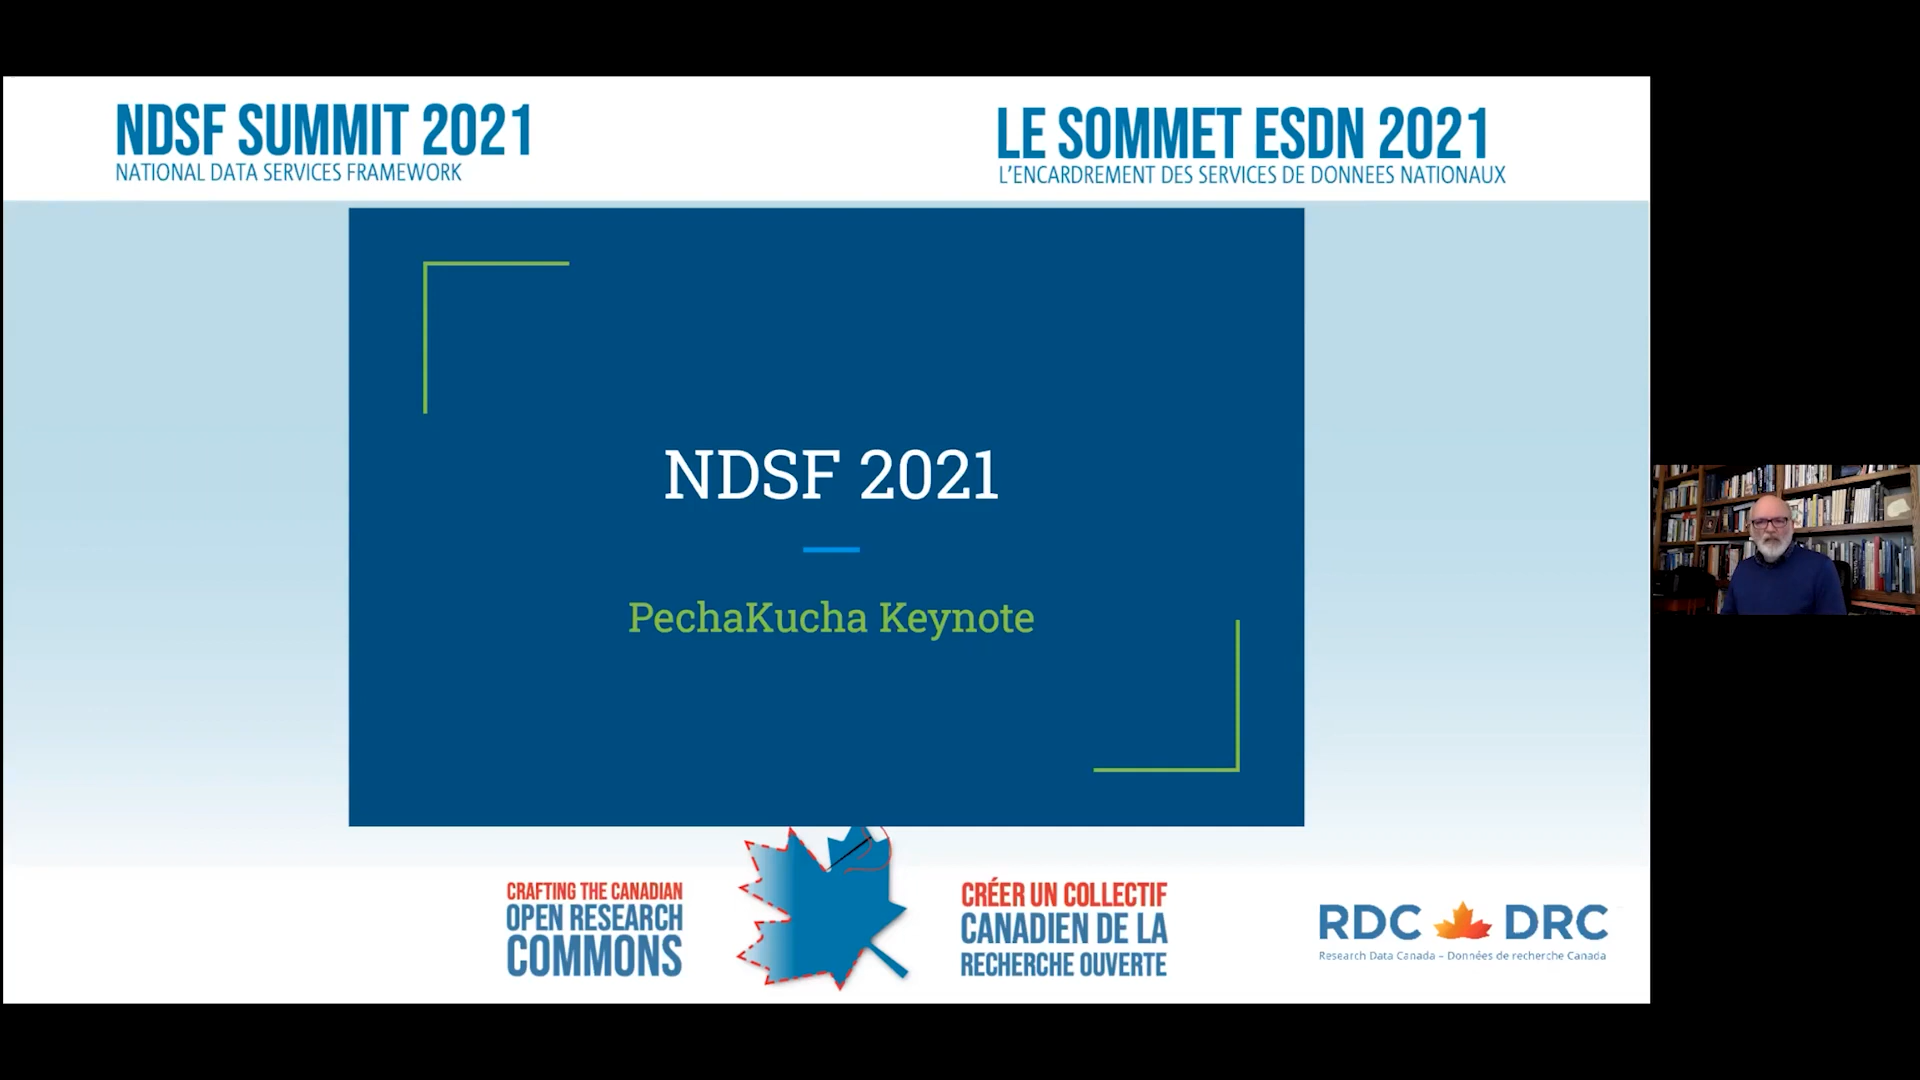 NDSF SUMMIT 2021
NATIONAL DATA SERVICES FRAMEWORK
LE SOMMET ESDN 2021
L'ENCARDREMENT DES SERVICES DE DONNEES NATIONAUX
NDSF 2021
PechaKucha Keynote
CRAFTING THE CANADIAN
OPEN RESEARCH
COMMONS
CRÉER UN COLLECTIF
CANADIEN DE LA
RECHERCHE OUVERTE
RDC DRC
Research Data Canada – Données de recherche Canada